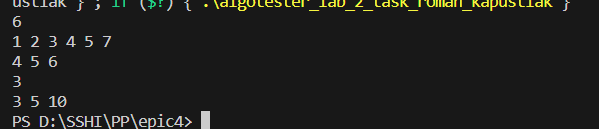 ustiak } ; if ($?) { .\algotester_lab_2_task_roman_kapustiak }
6
1 2 3 4 5 7
4 5 6
3
3 5 10
PS D:\SSHI\PP\epic4>